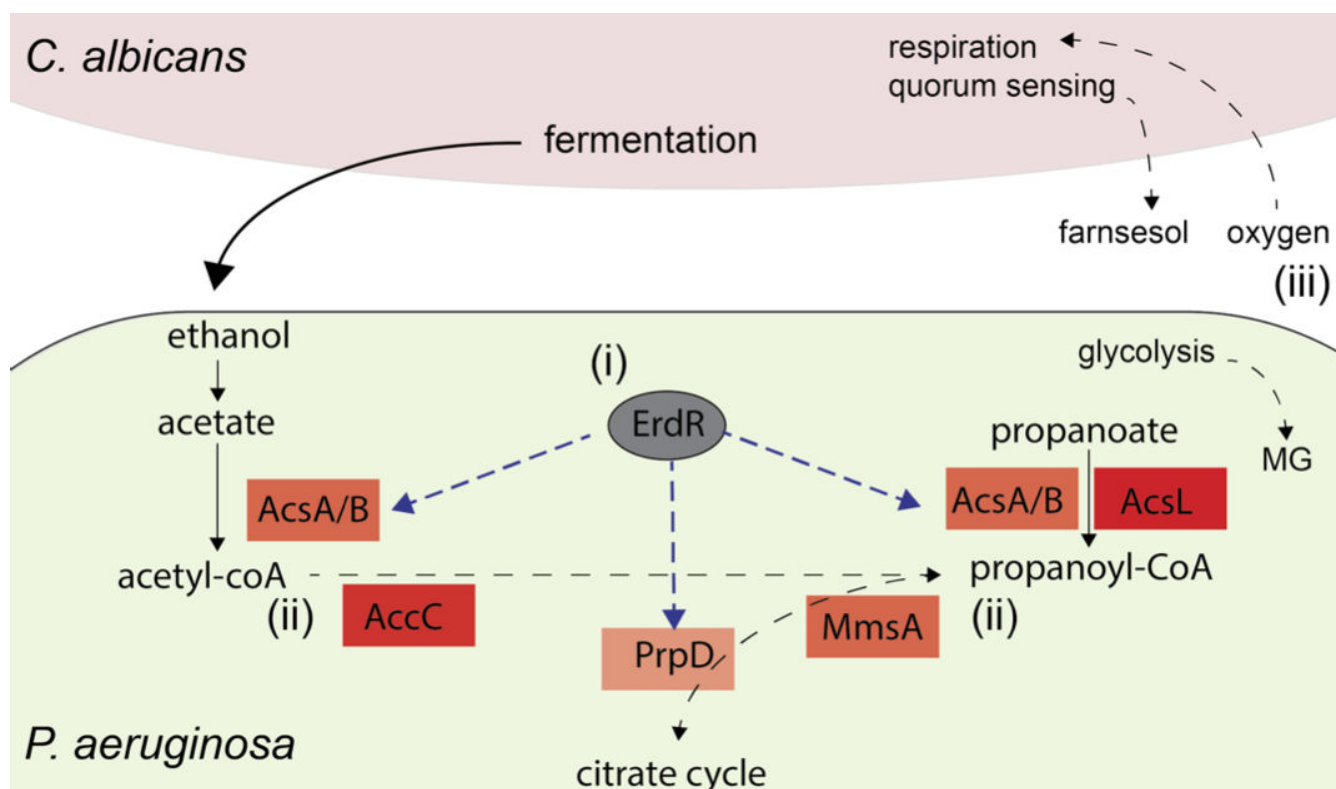 C. albicans
respiration
quorum sensing
fermentation
farnsesol
oxygen
(iii)
ethanol
(i)
glycolysis
acetate
ErdR
propanoate
MG
AcsA/B
AcsA/B
AcsL
acetyl-coA
propanoyl-CoA
(ii)
AccC
PrpD
MmsA
(ii)
P. aeruginosa
citrate cycle